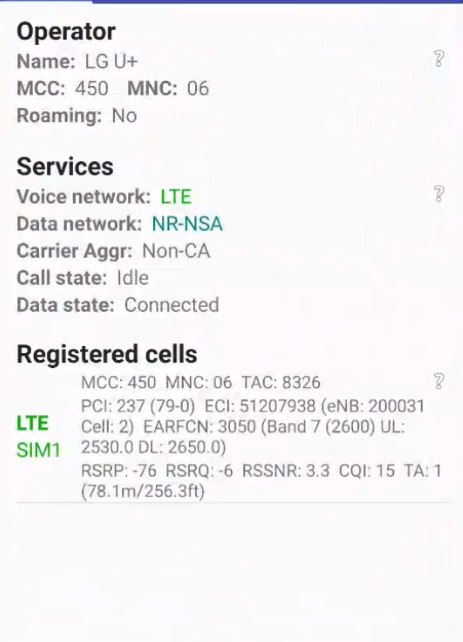 Operator
Name: LG U+
MCC: 450 MNC: 06
Roaming: No
Services
Voice network: LTE
Data network: NR-NSA
Carrier Aggr: Non-CA
Call state: Idle
Data state: Connected
Registered cells
MCC: 450 MNC: 06 TAC: 8326
PCI: 237 (79-0) ECI: 51207938 (eNB: 200031
LTE
Cell: 2) EARFCN: 3050 (Band 7 (2600) UL:
SIM1
2530.0 DL: 2650.0)
RSRP: -76 RSRQ: -6 RSSNR: 3.3 CQI: 15 TA: 1
(78.1m/256.3ft)